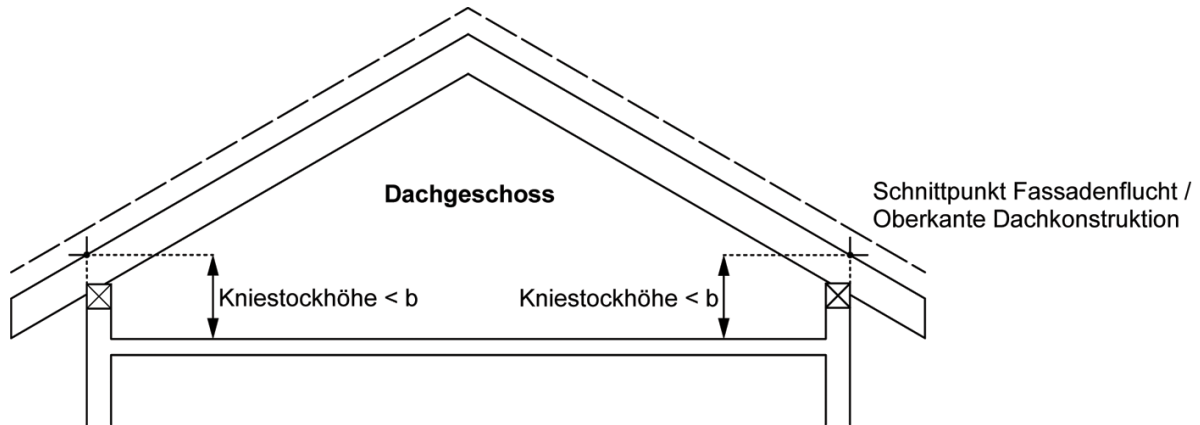 Dachgeschoss
Schnittpunkt Fassadenflucht /
Oberkante Dachkonstruktion
Kniestockhöhe < b
Kniestockhöhe < b